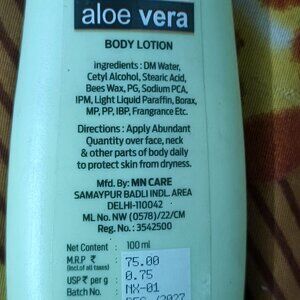 aloe vera
BODY LOTION
ingredients : DM Water,
Cetyl Alcohol, Stearic Acid,
Bees Wax, PG, Sodium PCA,
IPM, Light Liquid Paraffin, Borax,
MP, PP, IBP, Frangrance Etc.
Directions : Apply Abundant
Quantity over face, neck
& other parts of body daily
to protect skin from dryness.
Mfd. By: MN CARE
SAMAYPUR BADLI INDL. AREA
DELHI-110042
ML No. NW (0578)/22/CM
Reg. No. : 3542500
Net Content : 100 ml
M.R.P ₹ : 75.00
(Incl.of all taxes)
USP ₹ per g : 0.75
Batch No. MX-01